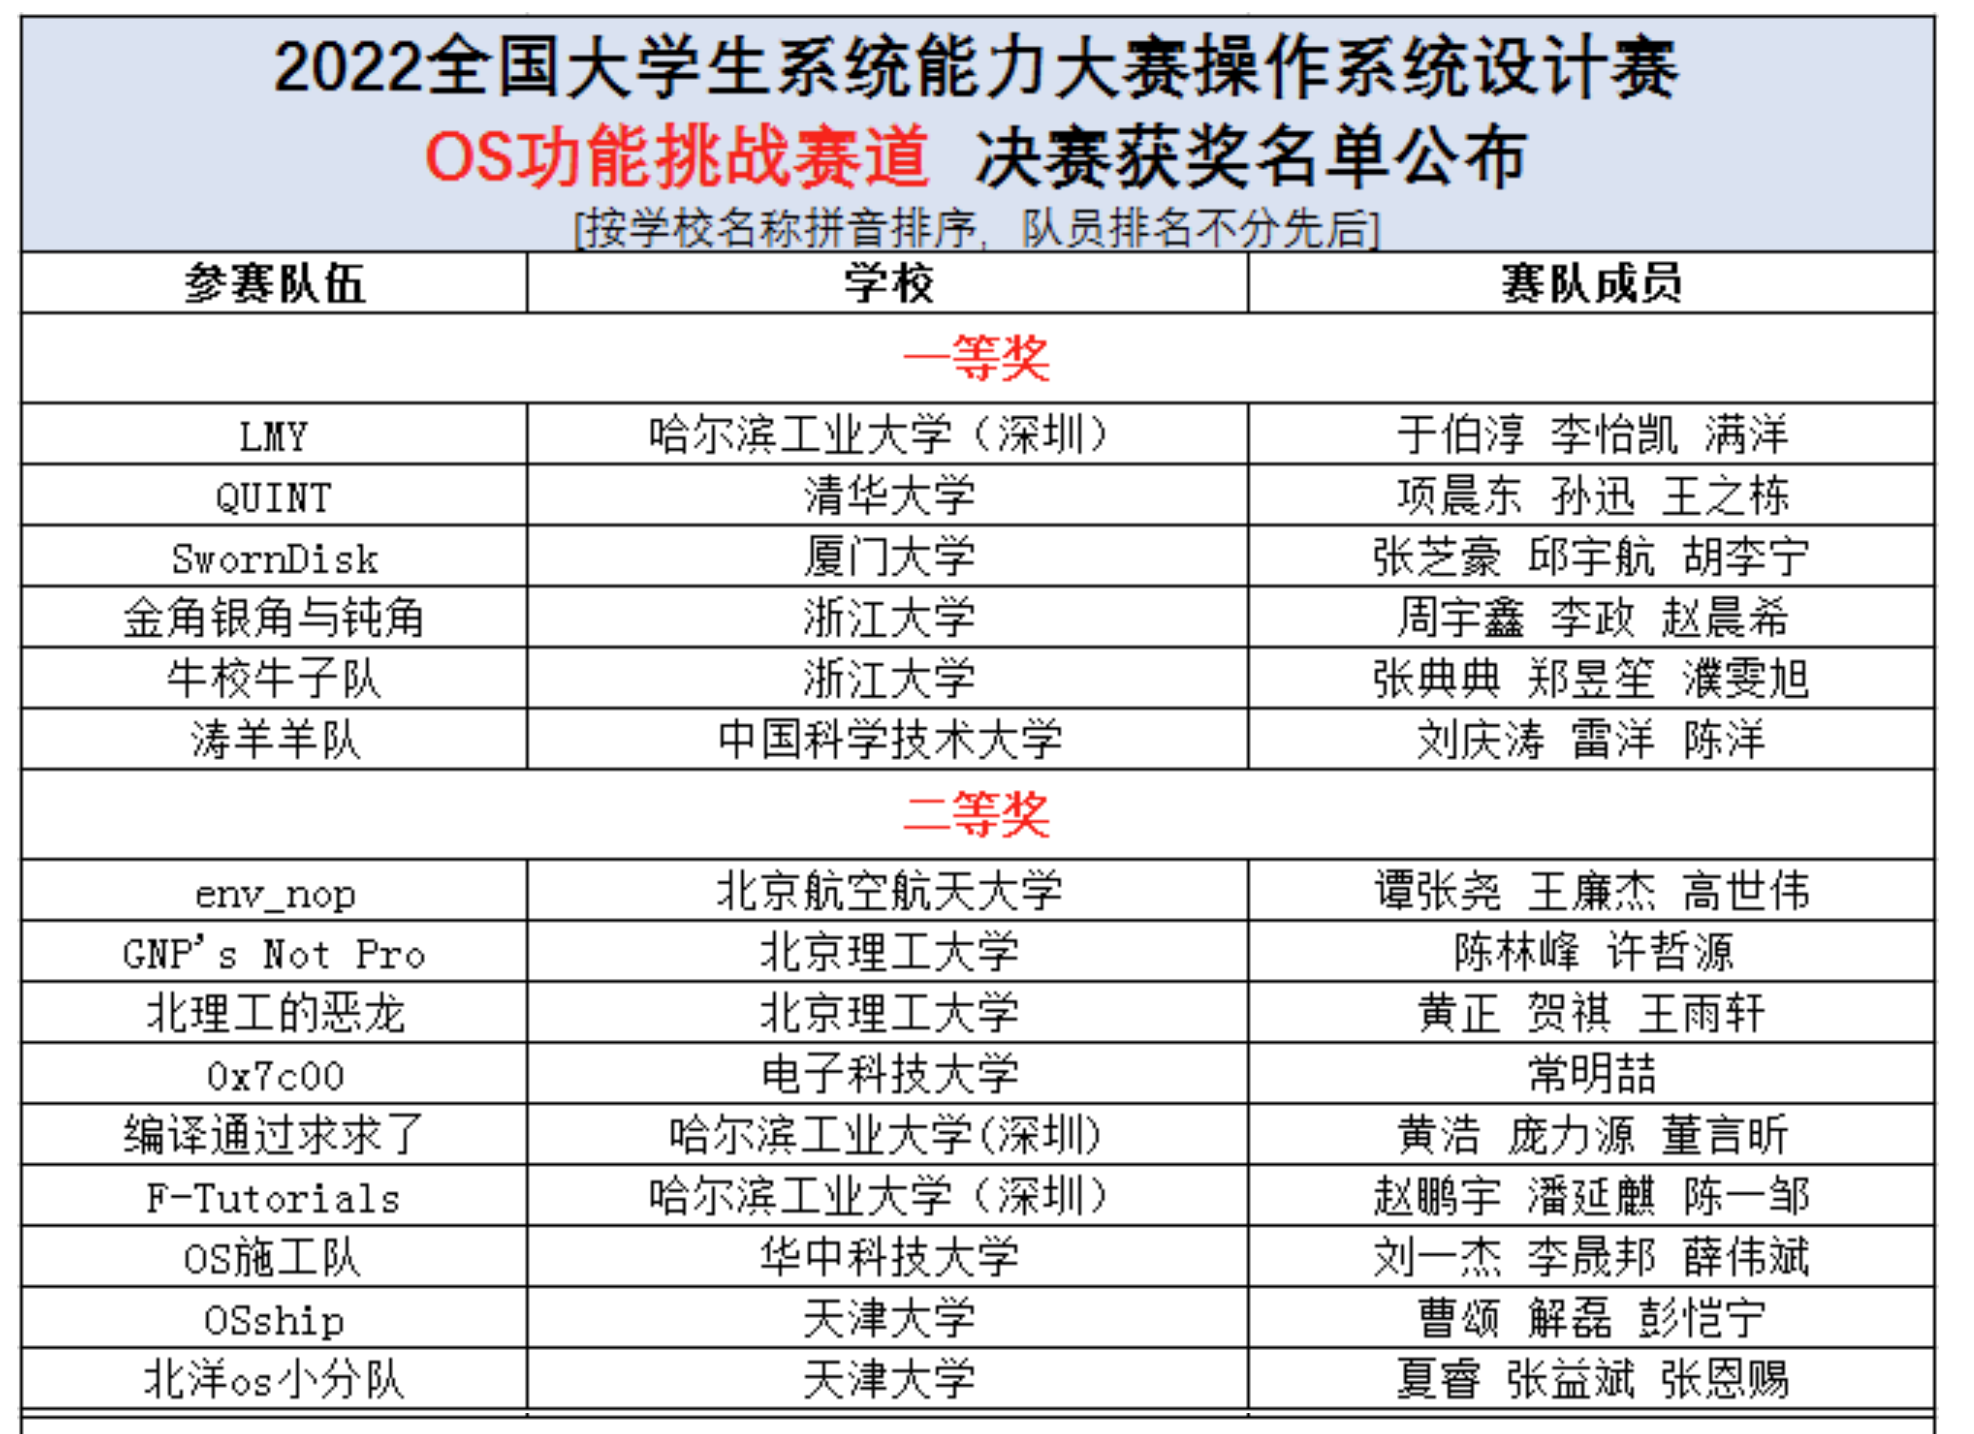 2022全国大学生系统能力大赛操作系统设计赛
OS功能挑战赛道 决赛获奖名单公布
[按学校名称拼音排序，队员排名不分先后]
参赛队伍 学校 赛队成员
一等奖
LMY 哈尔滨工业大学（深圳） 于伯淳 李怡凯 满洋
QUINT 清华大学 项晨东 孙迅 王之栋
SwornDisk 厦门大学 张芝豪 邱宇航 胡李宁
金角银角与钝角 浙江大学 周宇鑫 李政 赵晨希
牛校牛子队 浙江大学 张典典 郑昱笙 濮雯旭
涛羊羊队 中国科学技术大学 刘庆涛 雷洋 陈洋
二等奖
env_nop 北京航空航天大学 谭张尧 王廉杰 高世伟
GNP's Not Pro 北京理工大学 陈林峰 许哲源
北理工的恶龙 北京理工大学 黄正 贺祺 王雨轩
0x7c00 电子科技大学 常明喆
编译通过求求了 哈尔滨工业大学(深圳) 黄浩 庞力源 董言昕
F-Tutorials 哈尔滨工业大学（深圳） 赵鹏宇 潘延麒 陈一邹
OS施工队 华中科技大学 刘一杰 李晟邦 薛伟斌
OSship 天津大学 曹颂 解磊 彭恺宁
北洋os小分队 天津大学 夏睿 张益斌 张恩赐